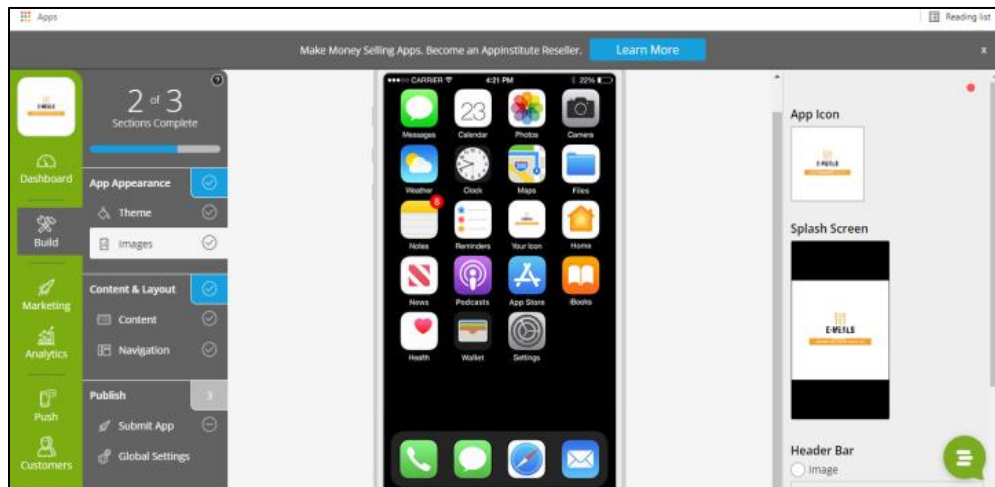 Apps
Reading list
Make Money Selling Apps. Become an Appinstitute Reseller.
Learn More
x
2 of 3
Sections Complete
Dashboard
Build
Marketing
Analytics
Push
Customers
App Appearance
Theme
Images
Content & Layout
Content
Navigation
Publish
3
Submit App
Global Settings
CARRIER
4:21 PM
22%
Messages
Calendar
23
Photos
Camera
Weather
Clock
Maps
Files
8
Notes
Reminders
Your Icon
Home
News
Podcasts
App Store
iBooks
Health
Wallet
Settings
App Icon
E-MEALS
Splash Screen
E-MEALS
Header Bar
Image